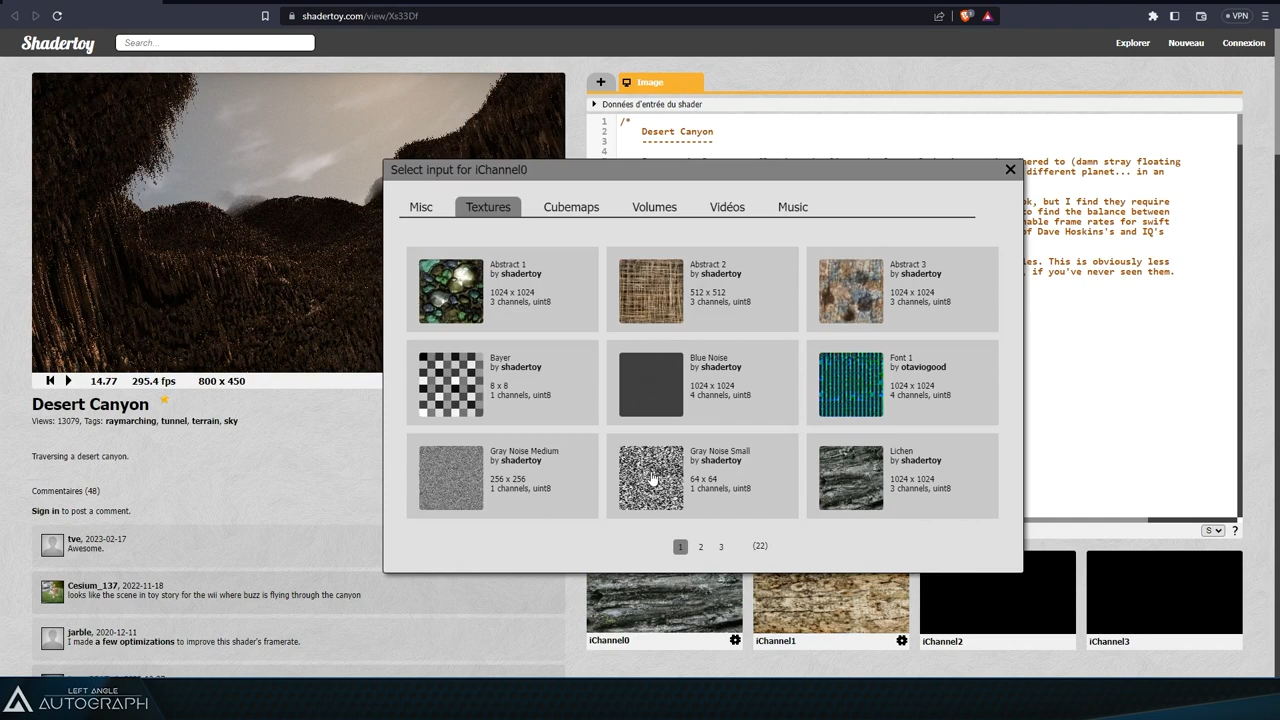 shadertoy.com/view/Xs33Df
VPN
Shadertoy
Search...
Explorer
Nouveau
Connexion
+
Image
Données d'entrée du shader
1 /*
2 Desert Canyon
3 -------------
4
hered to (damn stray floating
different planet... in an
ok, but I find they require
to find the balance between
nable frame rates for swift
of Dave Hoskins's and IQ's
ies. This is obviously less
, if you've never seen them.
Select input for iChannel0
Misc
Textures
Cubemaps
Volumes
Vidéos
Music
Abstract 1
by shadertoy
1024 x 1024
3 channels, uint8
Abstract 2
by shadertoy
512 x 512
3 channels, uint8
Abstract 3
by shadertoy
1024 x 1024
3 channels, uint8
Bayer
by shadertoy
8 x 8
1 channels, uint8
Blue Noise
by shadertoy
1024 x 1024
4 channels, uint8
Font 1
by otaviogood
1024 x 1024
4 channels, uint8
Gray Noise Medium
by shadertoy
256 x 256
1 channels, uint8
Gray Noise Small
by shadertoy
64 x 64
1 channels, uint8
Lichen
by shadertoy
1024 x 1024
3 channels, uint8
1 2 3 (22)
14.77 295.4 fps 800 x 450
Desert Canyon
Views: 13079, Tags: raymarching, tunnel, terrain, sky
Traversing a desert canyon.
Commentaires (48)
Sign in to post a comment.
tve, 2023-02-17
Awesome.
Cesium_137, 2022-11-18
looks like the scene in toy story for the wii where buzz is flying through the canyon
jarble, 2020-12-11
I made a few optimizations to improve this shader's framerate.
S ?
iChannel0
iChannel1
iChannel2
iChannel3
LEFT ANGLE
AUTOGRAPH